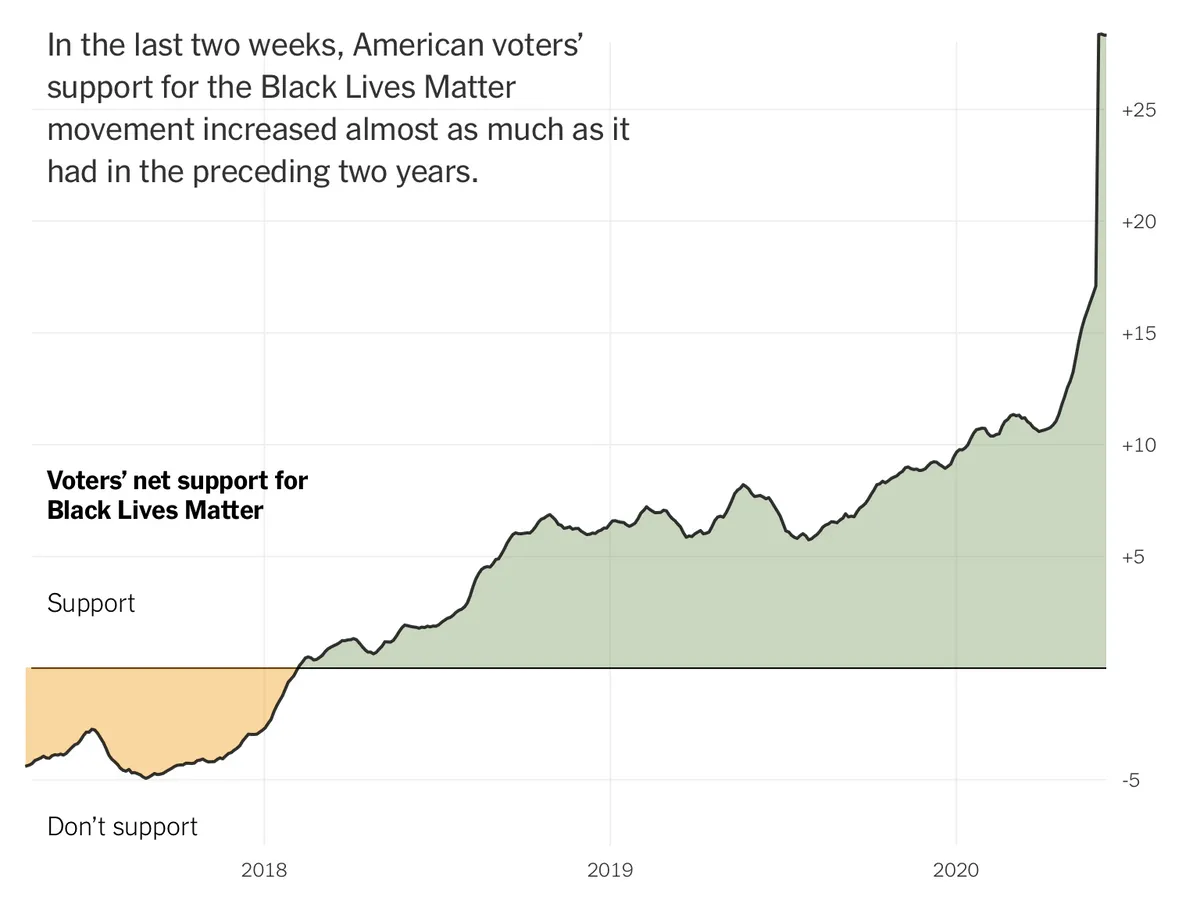 In the last two weeks, American voters’
support for the Black Lives Matter
movement increased almost as much as it
had in the preceding two years.
+25
+20
+15
+10
Voters’ net support for
Black Lives Matter
+5
Support
-5
Don’t support
2018 2019 2020